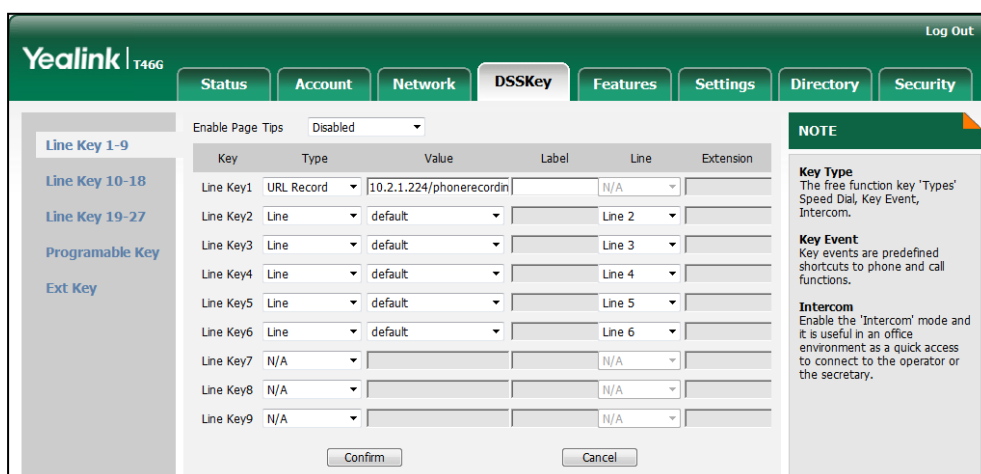 Log Out
Yealink T46G
Status Account Network DSSKey Features Settings Directory Security
Line Key 1-9
Line Key 10-18
Line Key 19-27
Programable Key
Ext Key
Enable Page Tips Disabled
Key Type Value Label Line Extension
Line Key1 URL Record 10.2.1.224/phonerecordin N/A
Line Key2 Line default Line 2
Line Key3 Line default Line 3
Line Key4 Line default Line 4
Line Key5 Line default Line 5
Line Key6 Line default Line 6
Line Key7 N/A N/A
Line Key8 N/A N/A
Line Key9 N/A N/A
Confirm Cancel
NOTE
Key Type
The free function key 'Types'
Speed Dial, Key Event,
Intercom.
Key Event
Key events are predefined
shortcuts to phone and call
functions.
Intercom
Enable the 'Intercom' mode and
it is useful in an office
environment as a quick access
to connect to the operator or
the secretary.